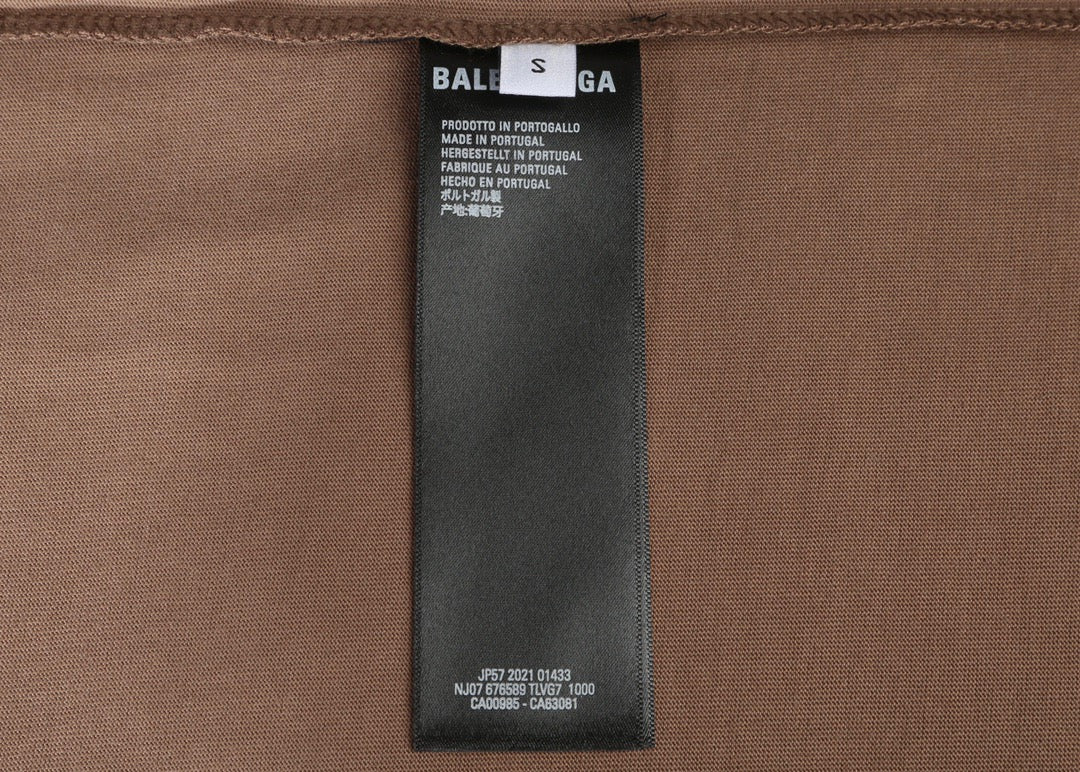 S
BALE GA
PRODOTTO IN PORTOGALLO
MADE IN PORTUGAL
HERGESTELLT IN PORTUGAL
FABRIQUE AU PORTUGAL
HECHO EN PORTUGAL
ポルトガル製
产地:葡萄牙
JP57 2021 01433
NJ07 676589 TLVG7 1000
CA00985 - CA63081